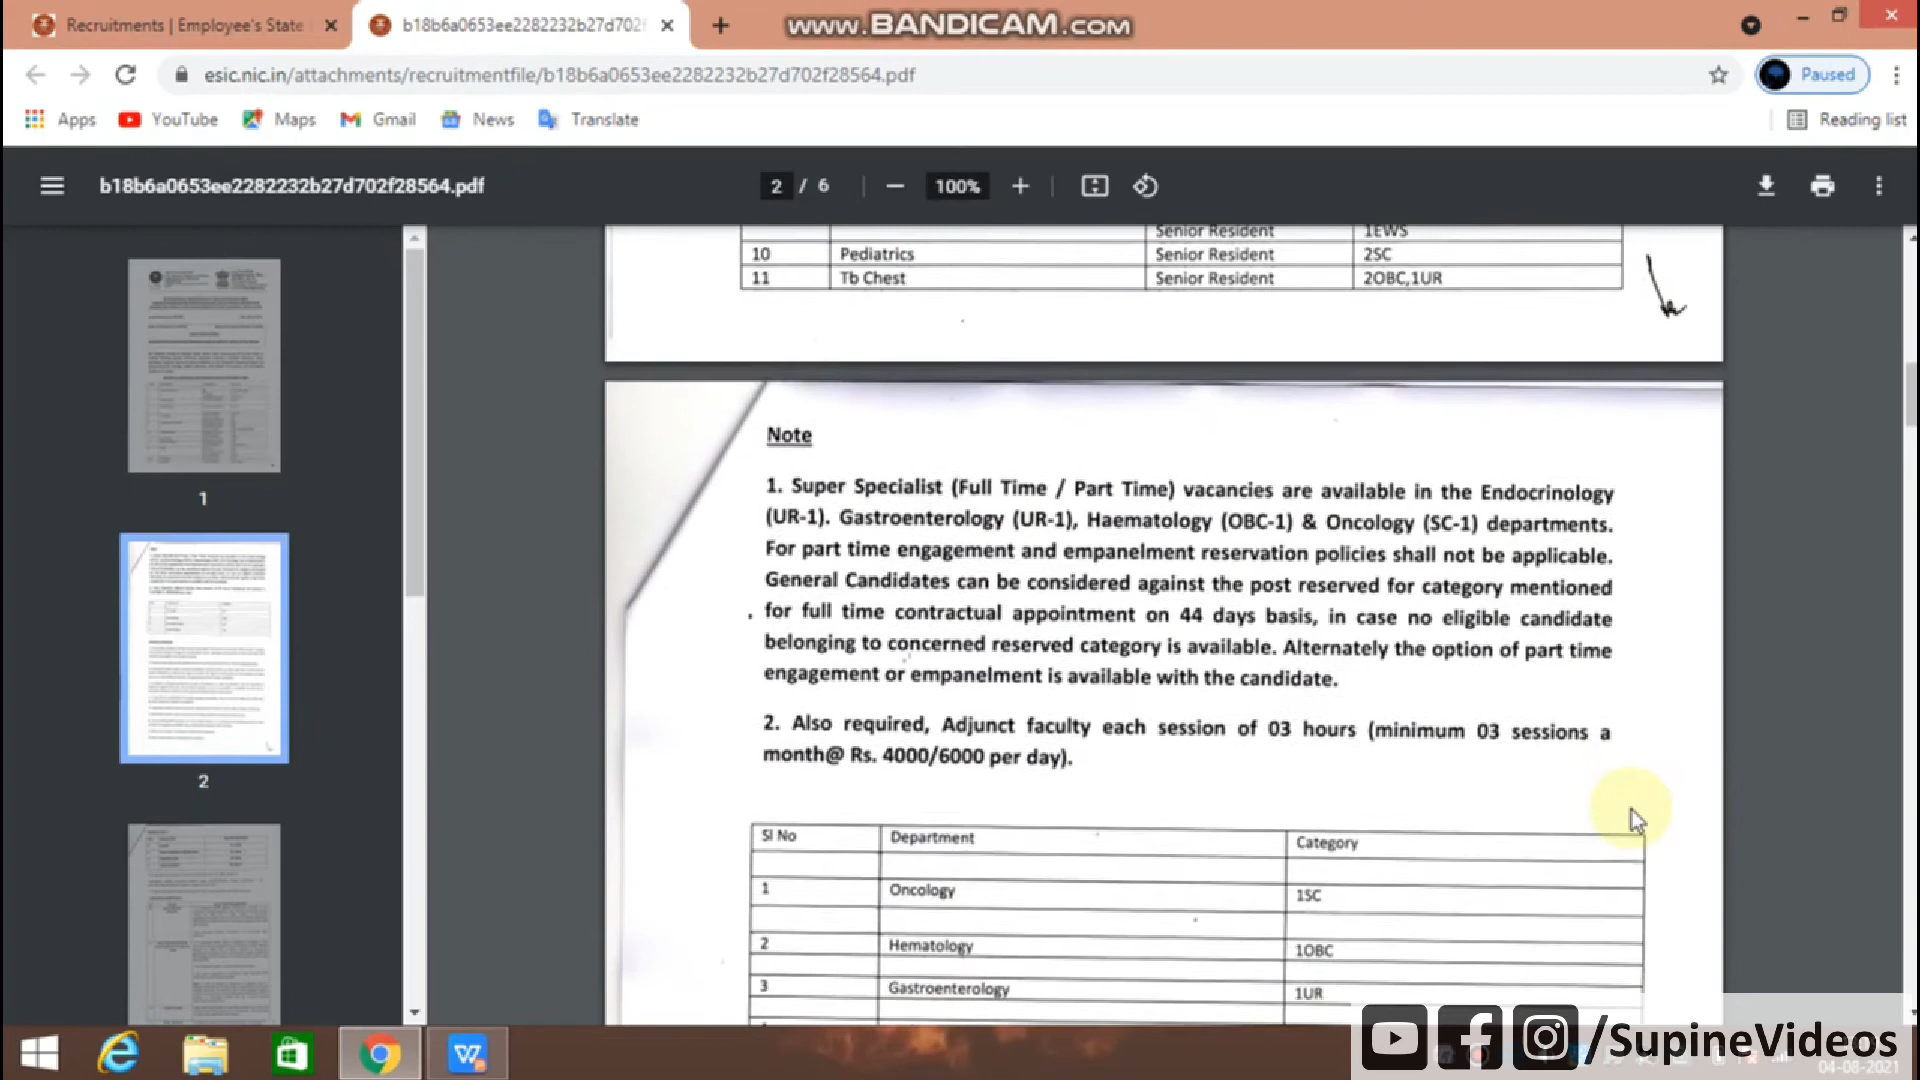 Recruitments | Employee's State
b18b6a0653ee2282232b27d702f
www.BANDICAM.com
esic.nic.in/attachments/recruitmentfile/b18b6a0653ee2282232b27d702f28564.pdf
Paused
Apps
YouTube
Maps
Gmail
News
Translate
Reading list
b18b6a0653ee2282232b27d702f28564.pdf
2 / 6
100%
1
2
Senior Resident 1EWS
10 Pediatrics Senior Resident 2SC
11 Tb Chest Senior Resident 2OBC,1UR
Note
1. Super Specialist (Full Time / Part Time) vacancies are available in the Endocrinology
(UR-1). Gastroenterology (UR-1), Haematology (OBC-1) & Oncology (SC-1) departments.
For part time engagement and empanelment reservation policies shall not be applicable.
General Candidates can be considered against the post reserved for category mentioned
for full time contractual appointment on 44 days basis, in case no eligible candidate
belonging to concerned reserved category is available. Alternately the option of part time
engagement or empanelment is available with the candidate.
2. Also required, Adjunct faculty each session of 03 hours (minimum 03 sessions a
month@ Rs. 4000/6000 per day).
Sl No Department Category
1 Oncology 1SC
2 Hematology 1OBC
3 Gastroenterology 1UR
/SupineVideos
04-08-2021